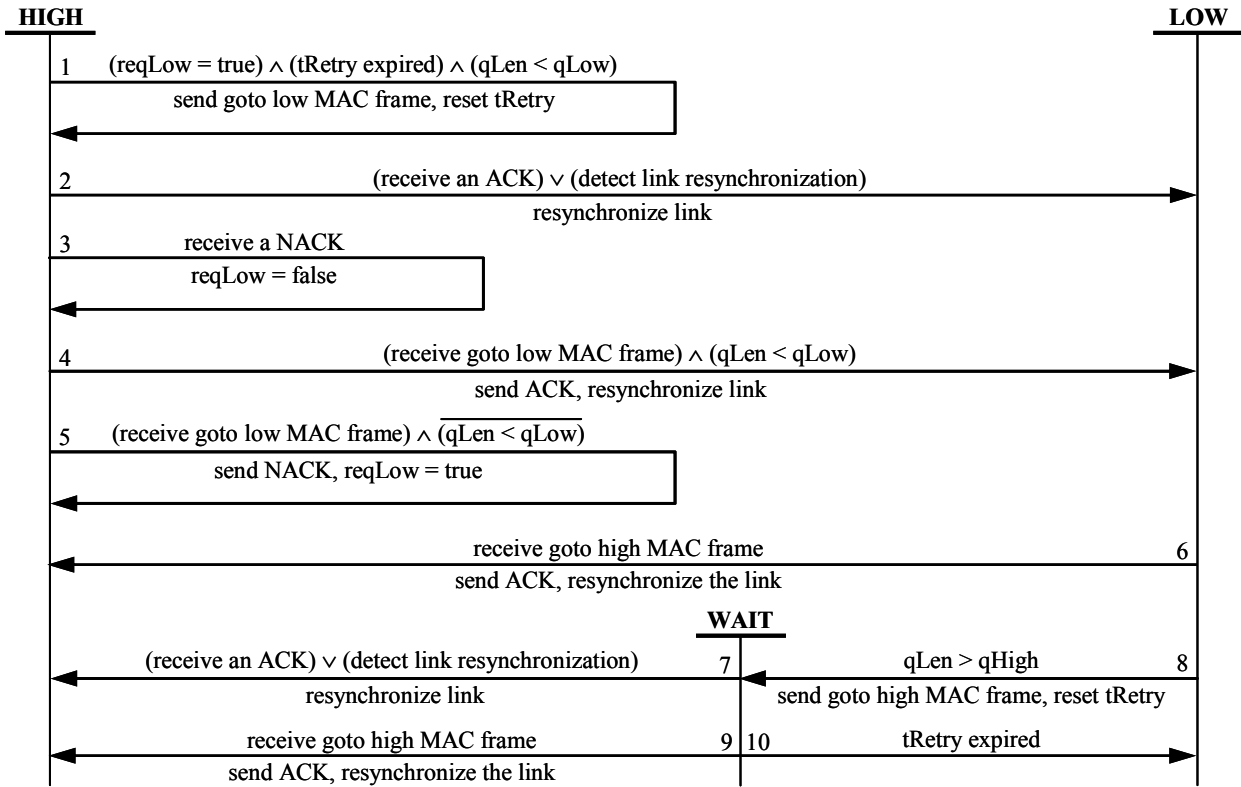 HIGH
LOW
1
(reqLow = true) ∧ (tRetry expired) ∧ (qLen < qLow)
send goto low MAC frame, reset tRetry
2
(receive an ACK) ∨ (detect link resynchronization)
resynchronize link
3
receive a NACK
reqLow = false
4
(receive goto low MAC frame) ∧ (qLen < qLow)
send ACK, resynchronize link
5
(receive goto low MAC frame) ∧ (qLen < qLow)
send NACK, reqLow = true
receive goto high MAC frame
6
send ACK, resynchronize the link
WAIT
(receive an ACK) ∨ (detect link resynchronization)
7
qLen > qHigh
8
resynchronize link
send goto high MAC frame, reset tRetry
receive goto high MAC frame
9
10
tRetry expired
send ACK, resynchronize the link